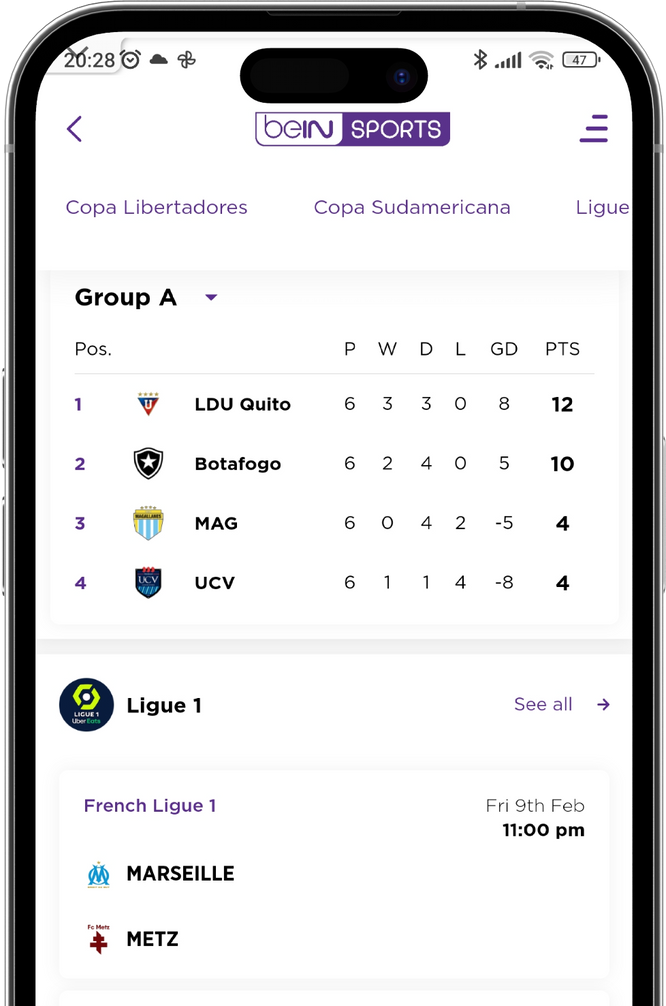 20:28 47
beIN SPORTS
Copa Libertadores Copa Sudamericana Ligue
Group A
Pos. P W D L GD PTS
1 LDU Quito 6 3 3 0 8 12
U
2 Botafogo 6 2 4 0 5 10
3 MAG 6 0 4 2 -5 4
MAGALLANES
4 UCV 6 1 1 4 -8 4
UCV
LIGUE 1
Uber Eats
Ligue 1 See all
French Ligue 1 Fri 9th Feb
11:00 pm
MARSEILLE
Fc Metz
METZ